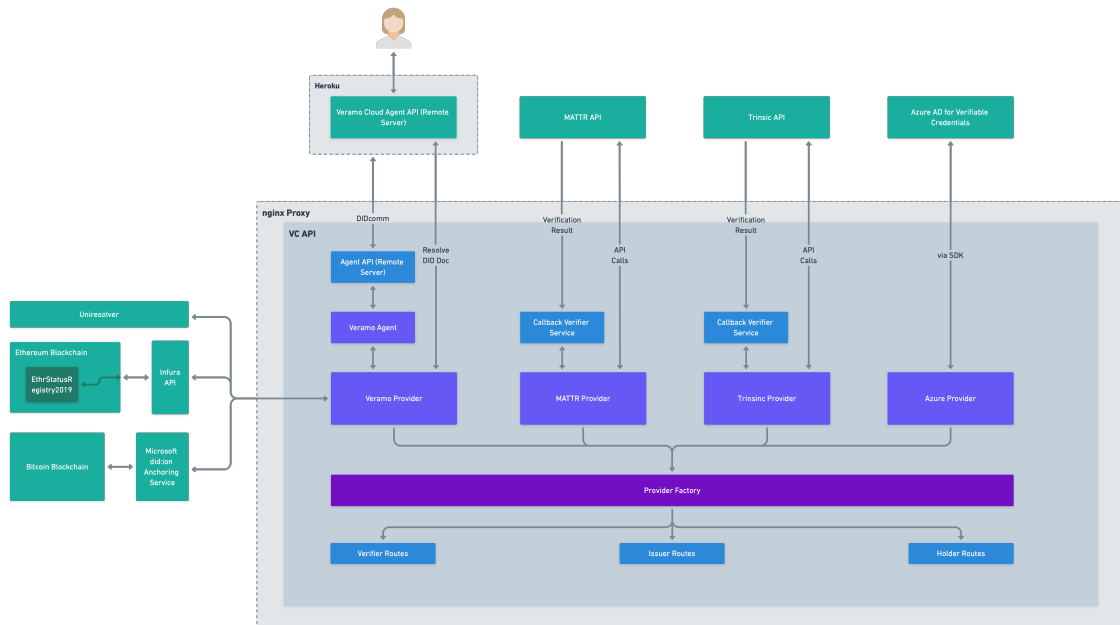 Heroku
Veramo Cloud Agent API (Remote
Server)
MATTR API
Trinsic API
Azure AD for Verifiable
Credentials
nginx Proxy
VC API
DIDcomm
Resolve
DID Doc
Verification
Result
API
Calls
Verification
Result
API
Calls
via SDK
Agent API (Remote
Server)
Veramo Agent
Callback Verifier
Service
Callback Verifier
Service
Uniresolver
Ethereum Blockchain
EthrStatusR
egistry2019
Infura
API
Bitcoin Blockchain
Microsoft
did:ion
Anchoring
Service
Veramo Provider
MATTR Provider
Trinsinc Provider
Azure Provider
Provider Factory
Verifier Routes
Issuer Routes
Holder Routes